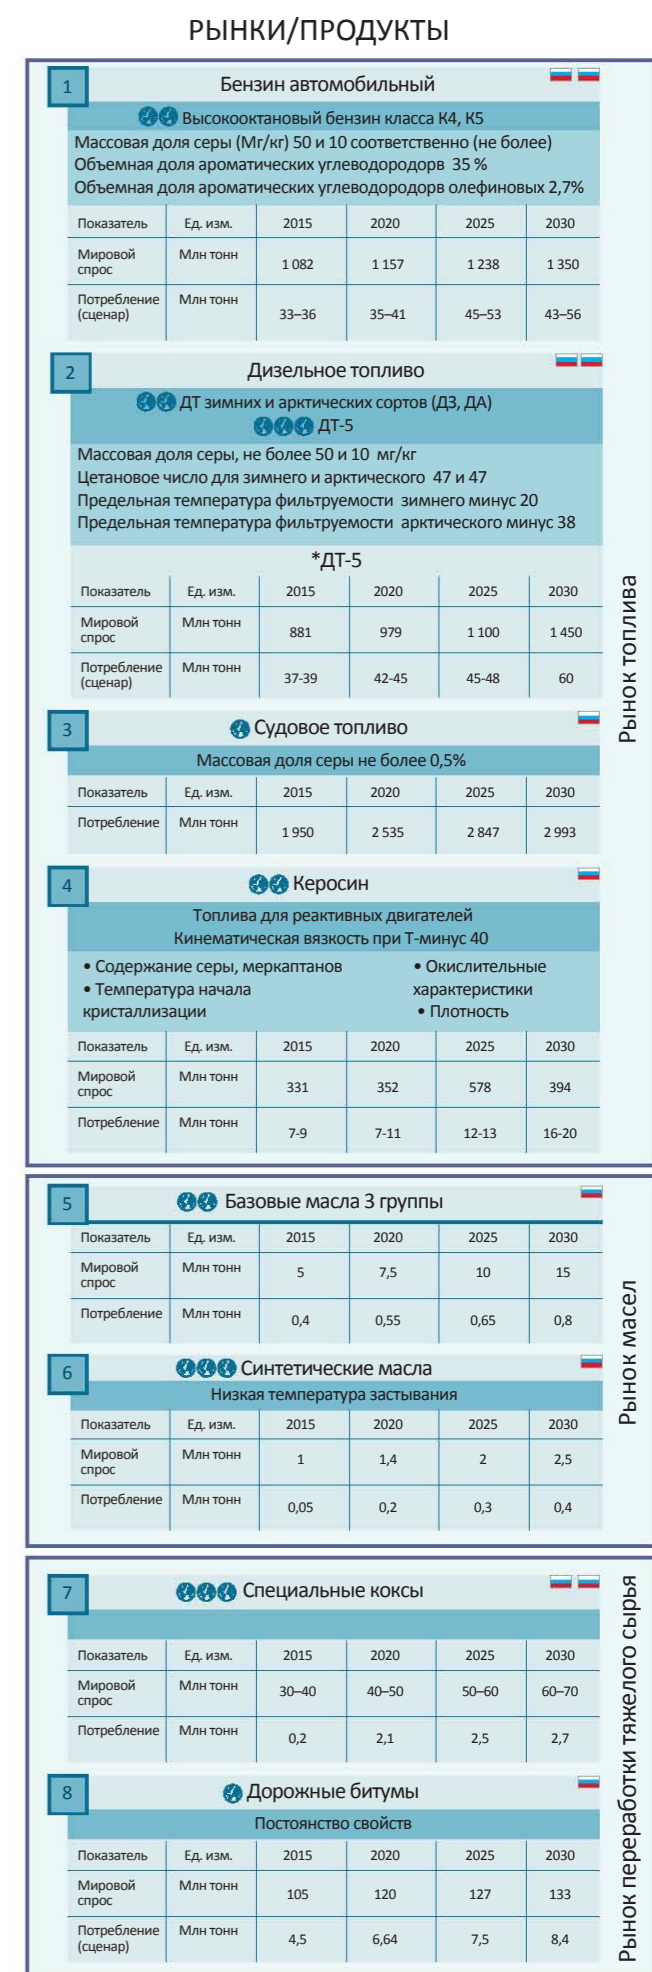 РЫНКИ/ПРОДУКТЫ
1
Бензин автомобильный
Высокооктановый бензин класса К4, К5
Массовая доля серы (Мг/кг) 50 и 10 соответственно (не более)
Объемная доля ароматических углеводородорв 35 %
Объемная доля ароматических углеводородорв олефиновых 2,7%
Показатель Ед. изм. 2015 2020 2025 2030
Мировой спрос Млн тонн 1 082 1 157 1 238 1 350
Потребление (сценар) Млн тонн 33–36 35–41 45–53 43–56
2
Дизельное топливо
ДТ зимних и арктических сортов (ДЗ, ДА)
ДТ-5
Массовая доля серы, не более 50 и 10 мг/кг
Цетановое число для зимнего и арктического 47 и 47
Предельная температура фильтруемости зимнего минус 20
Предельная температура фильтруемости арктического минус 38
*ДТ-5
Показатель Ед. изм. 2015 2020 2025 2030
Мировой спрос Млн тонн 881 979 1 100 1 450
Потребление (сценар) Млн тонн 37-39 42-45 45-48 60
3
Судовое топливо
Массовая доля серы не более 0,5%
Показатель Ед. изм. 2015 2020 2025 2030
Потребление Млн тонн 1 950 2 535 2 847 2 993
4
Керосин
Топлива для реактивных двигателей
Кинематическая вязкость при Т-минус 40
• Содержание серы, меркаптанов
• Температура начала
кристаллизации
• Окислительные
характеристики
• Плотность
Показатель Ед. изм. 2015 2020 2025 2030
Мировой спрос Млн тонн 331 352 578 394
Потребление Млн тонн 7-9 7-11 12-13 16-20
Рынок топлива
5
Базовые масла 3 группы
Показатель Ед. изм. 2015 2020 2025 2030
Мировой спрос Млн тонн 5 7,5 10 15
Потребление Млн тонн 0,4 0,55 0,65 0,8
6
Синтетические масла
Низкая температура застывания
Показатель Ед. изм. 2015 2020 2025 2030
Мировой спрос Млн тонн 1 1,4 2 2,5
Потребление Млн тонн 0,05 0,2 0,3 0,4
Рынок масел
7
Специальные коксы
Показатель Ед. изм. 2015 2020 2025 2030
Мировой спрос Млн тонн 30–40 40–50 50–60 60–70
Потребление Млн тонн 0,2 2,1 2,5 2,7
8
Дорожные битумы
Постоянство свойств
Показатель Ед. изм. 2015 2020 2025 2030
Мировой спрос Млн тонн 105 120 127 133
Потребление (сценар) Млн тонн 4,5 6,64 7,5 8,4
Рынок переработки тяжелого сырья